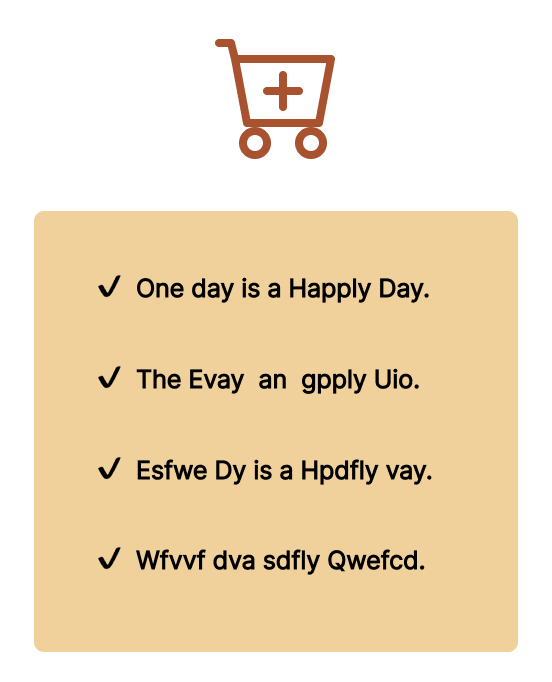 ✓ One day is a Happly Day.
✓ The Evay an gpply Uio.
✓ Esfwe Dy is a Hpdfly vay.
✓ Wfvvf dva sdfly Qwefcd.